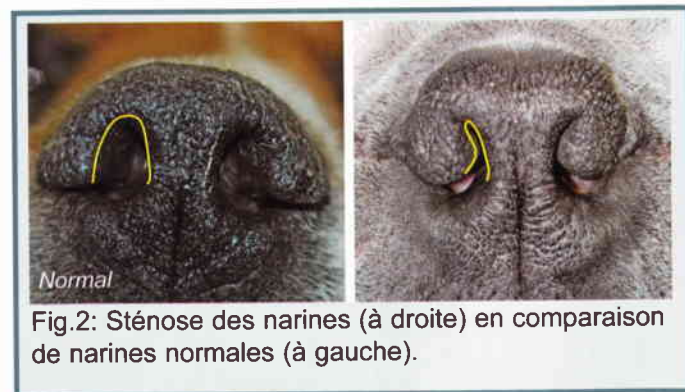 Normal
Fig.2: Sténose des narines (à droite) en comparaison
de narines normales (à gauche).